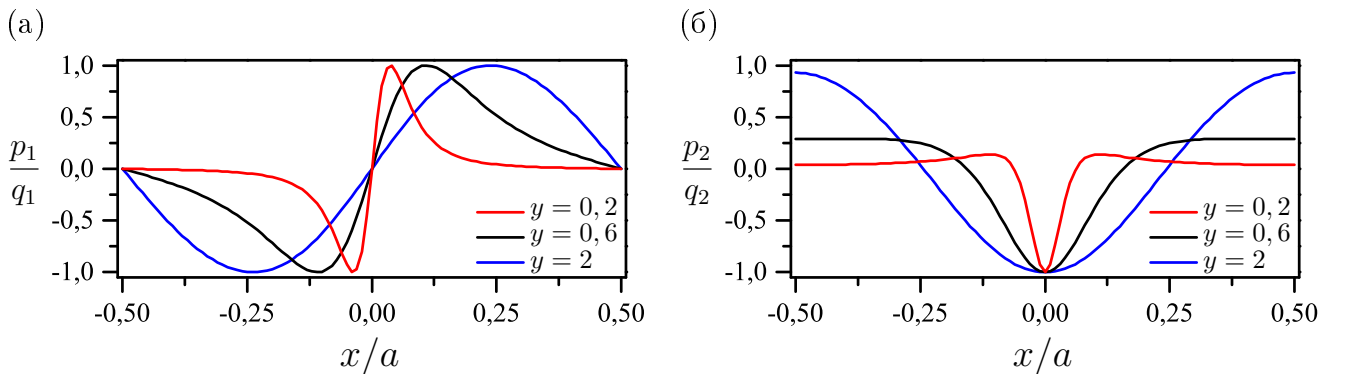 (а)
1,0
0,5
0,0
-0,5
-1,0
p1
q1
-0,50
-0,25
0,00
0,25
0,50
x/a
y = 0, 2
y = 0, 6
y = 2
(б)
1,0
0,5
0,0
-0,5
-1,0
p2
q2
-0,50
-0,25
0,00
0,25
0,50
x/a
y = 0, 2
y = 0, 6
y = 2